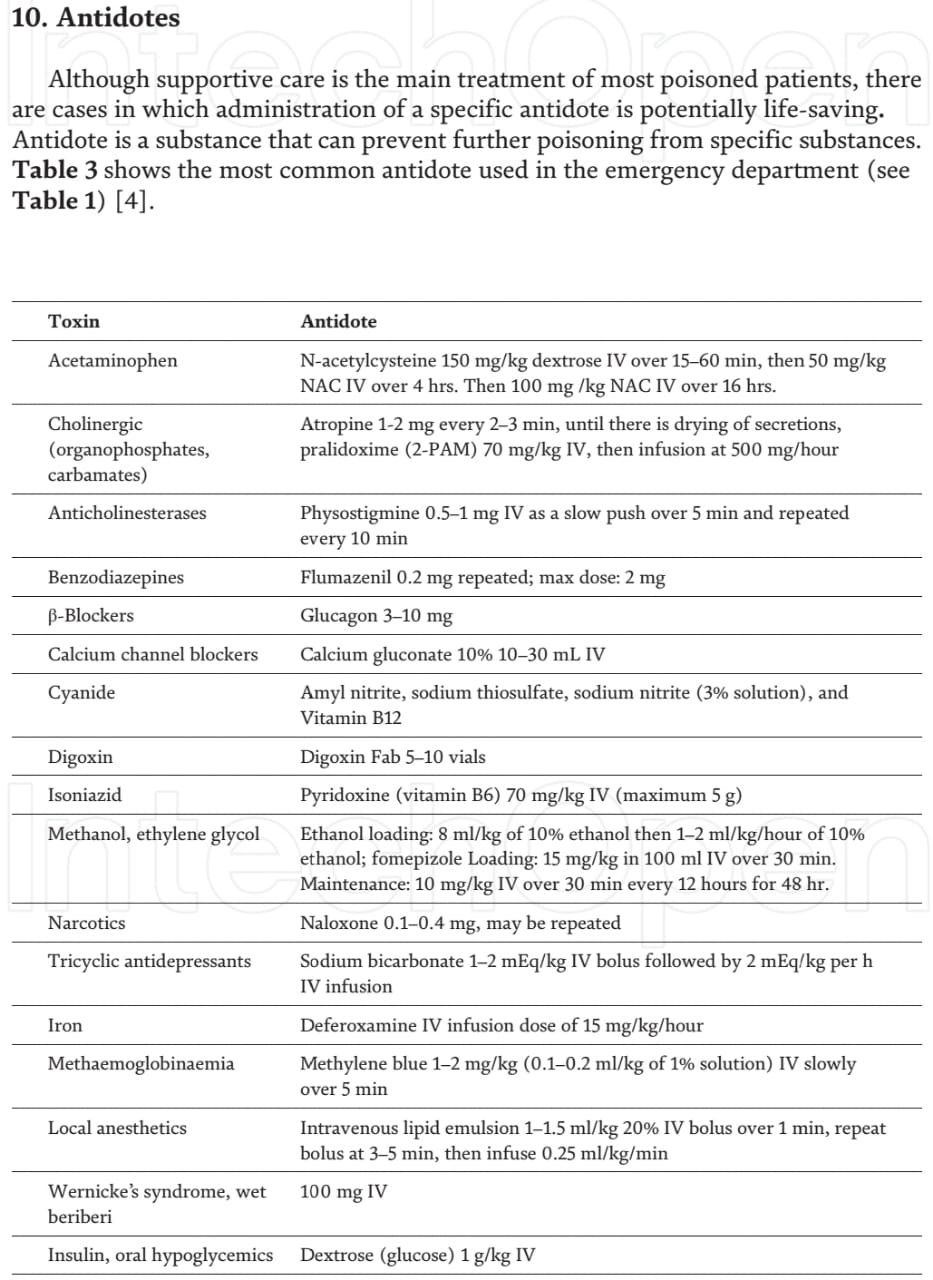 10. Antidotes
Although supportive care is the main treatment of most poisoned patients, there
are cases in which administration of a specific antidote is potentially life-saving.
Antidote is a substance that can prevent further poisoning from specific substances.
Table 3 shows the most common antidote used in the emergency department (see
Table 1) [4].
Toxin Antidote
Acetaminophen N-acetylcysteine 150 mg/kg dextrose IV over 15–60 min, then 50 mg/kg
NAC IV over 4 hrs. Then 100 mg /kg NAC IV over 16 hrs.
Cholinergic Atropine 1-2 mg every 2–3 min, until there is drying of secretions,
(organophosphates, pralidoxime (2-PAM) 70 mg/kg IV, then infusion at 500 mg/hour
carbamates)
Anticholinesterases Physostigmine 0.5–1 mg IV as a slow push over 5 min and repeated
every 10 min
Benzodiazepines Flumazenil 0.2 mg repeated; max dose: 2 mg
β-Blockers Glucagon 3–10 mg
Calcium channel blockers Calcium gluconate 10% 10–30 mL IV
Cyanide Amyl nitrite, sodium thiosulfate, sodium nitrite (3% solution), and
Vitamin B12
Digoxin Digoxin Fab 5–10 vials
Isoniazid Pyridoxine (vitamin B6) 70 mg/kg IV (maximum 5 g)
Methanol, ethylene glycol Ethanol loading: 8 ml/kg of 10% ethanol then 1–2 ml/kg/hour of 10%
ethanol; fomepizole Loading: 15 mg/kg in 100 ml IV over 30 min.
Maintenance: 10 mg/kg IV over 30 min every 12 hours for 48 hr.
Narcotics Naloxone 0.1–0.4 mg, may be repeated
Tricyclic antidepressants Sodium bicarbonate 1–2 mEq/kg IV bolus followed by 2 mEq/kg per h
IV infusion
Iron Deferoxamine IV infusion dose of 15 mg/kg/hour
Methaemoglobinaemia Methylene blue 1–2 mg/kg (0.1–0.2 ml/kg of 1% solution) IV slowly
over 5 min
Local anesthetics Intravenous lipid emulsion 1–1.5 ml/kg 20% IV bolus over 1 min, repeat
bolus at 3–5 min, then infuse 0.25 ml/kg/min
Wernicke’s syndrome, wet 100 mg IV
beriberi
Insulin, oral hypoglycemics Dextrose (glucose) 1 g/kg IV
IntechOpen
IntechOpen